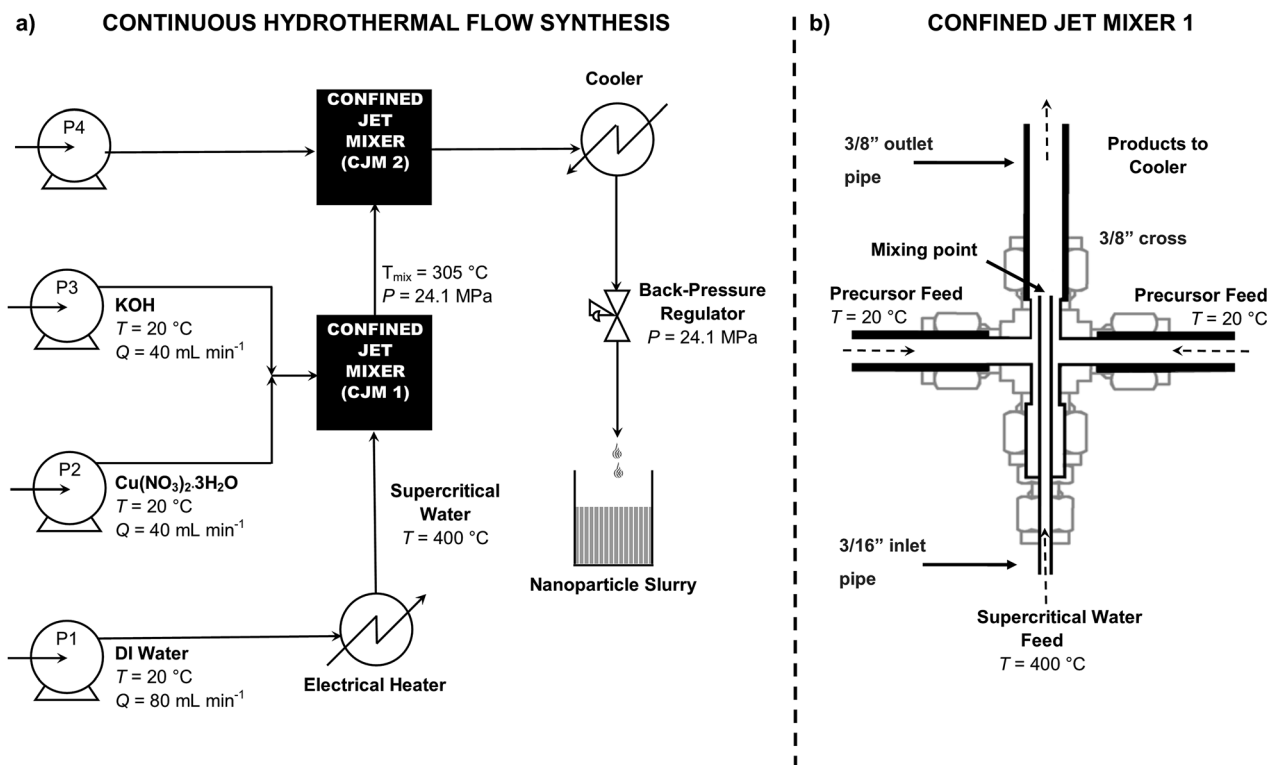 a)
CONTINUOUS HYDROTHERMAL FLOW SYNTHESIS
P4
CONFINED
JET
MIXER
(CJM 2)
Cooler
P3
KOH
T = 20 °C
Q = 40 mL min⁻¹
Tmix = 305 °C
P = 24.1 MPa
Back-Pressure
Regulator
P = 24.1 MPa
CONFINED
JET
MIXER
(CJM 1)
P2
Cu(NO₃)₂.3H₂O
T = 20 °C
Q = 40 mL min⁻¹
Supercritical
Water
T = 400 °C
Nanoparticle Slurry
P1
DI Water
T = 20 °C
Q = 80 mL min⁻¹
Electrical Heater
b)
CONFINED JET MIXER 1
3/8” outlet
pipe
Products to
Cooler
Mixing point
3/8” cross
Precursor Feed
T = 20 °C
Precursor Feed
T = 20 °C
3/16” inlet
pipe
Supercritical Water
Feed
T = 400 °C